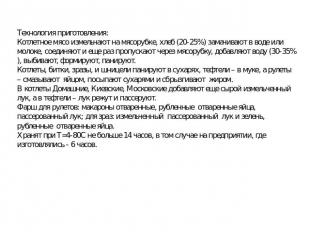 Технология приготовления:
Котлетное мясо измельчают на мясорубке, хлеб (20-25%) замачивают в воде или
молоке, соединяют и еще раз пропускают через мясорубку, добавляют воду (30-35%
), выбивают, формируют, панируют.
Котлеты, битки, зразы, и шницели панируют в сухарях, тефтели – в муке, а рулеты
– смазывают яйцом, посыпают сухарями и сбрызгивают жиром.
В котлеты Домашние, Киевские, Московские добавляют еще сырой измельченный
лук, а в тефтели – лук режут и пассеруют.
Фарш для рулетов: макароны отварные, рубленные отварные яйца,
пассерованный лук; для зраз: измельченный пассерованный лук и зелень,
рубленные отварные яйца.
Хранят при Т=4-80С не больше 14 часов, в том случае на предприятии, где
изготовлялись – 6 часов.